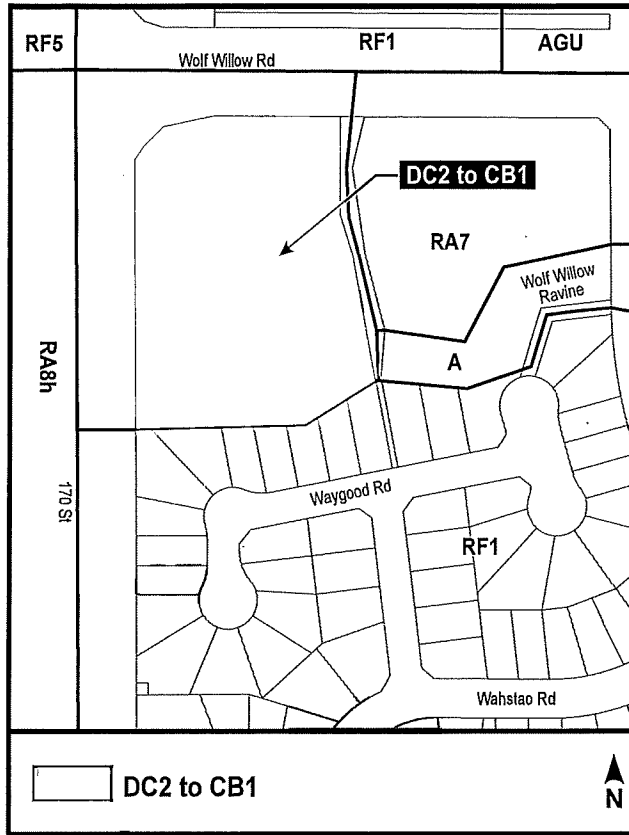 RF5
RF1
AGU
Wolf Willow Rd
DC2 to CB1
RA7
Wolf Willow
Ravine
A
RA8h
170 St
Waygood Rd
RF1
Wahstao Rd
DC2 to CB1
N